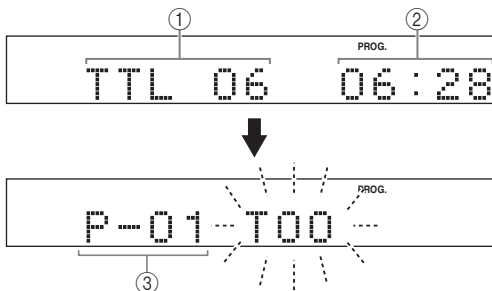 ① ②
PROG.
TTL 06 06:28
PROG.
P-01 T00
③